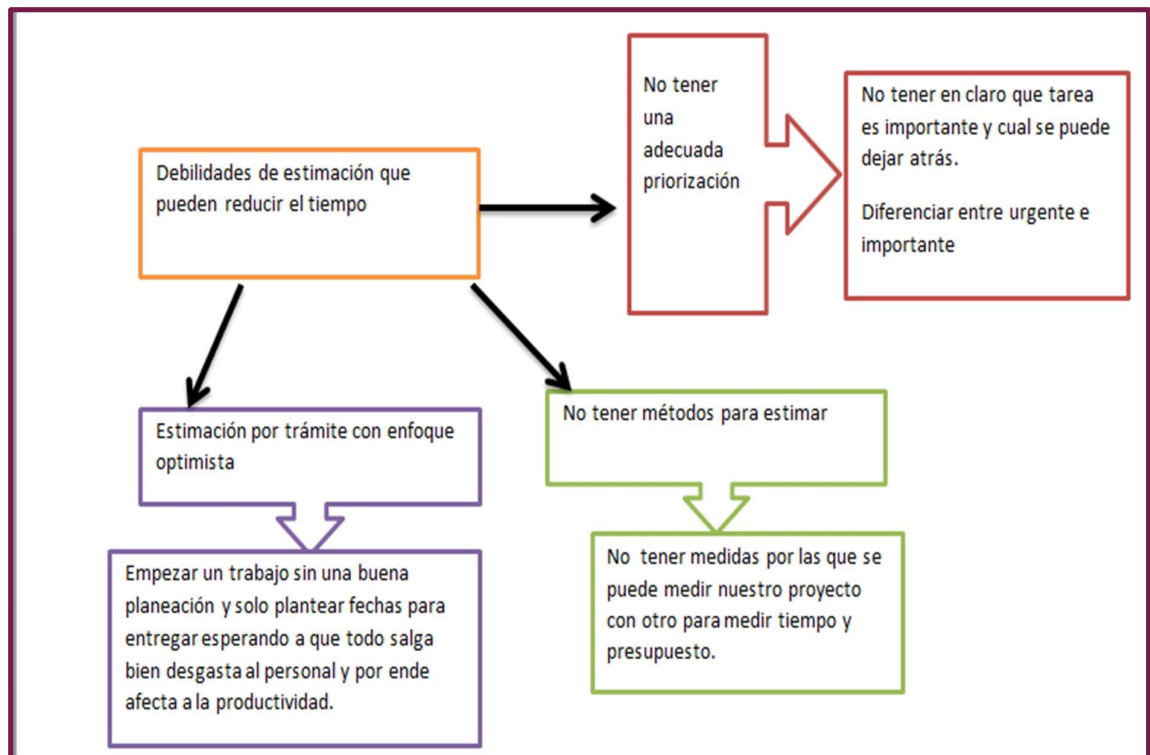 Debilidades de estimación que
pueden reducir el tiempo
No tener
una
adecuada
priorización
No tener en claro que tarea
es importante y cual se puede
dejar atrás.
Diferenciar entre urgente e
importante
Estimación por trámite con enfoque
optimista
Empezar un trabajo sin una buena
planeación y solo plantear fechas para
entregar esperando a que todo salga
bien desgasta al personal y por ende
afecta a la productividad.
No tener métodos para estimar
No tener medidas por las que se
puede medir nuestro proyecto
con otro para medir tiempo y
presupuesto.